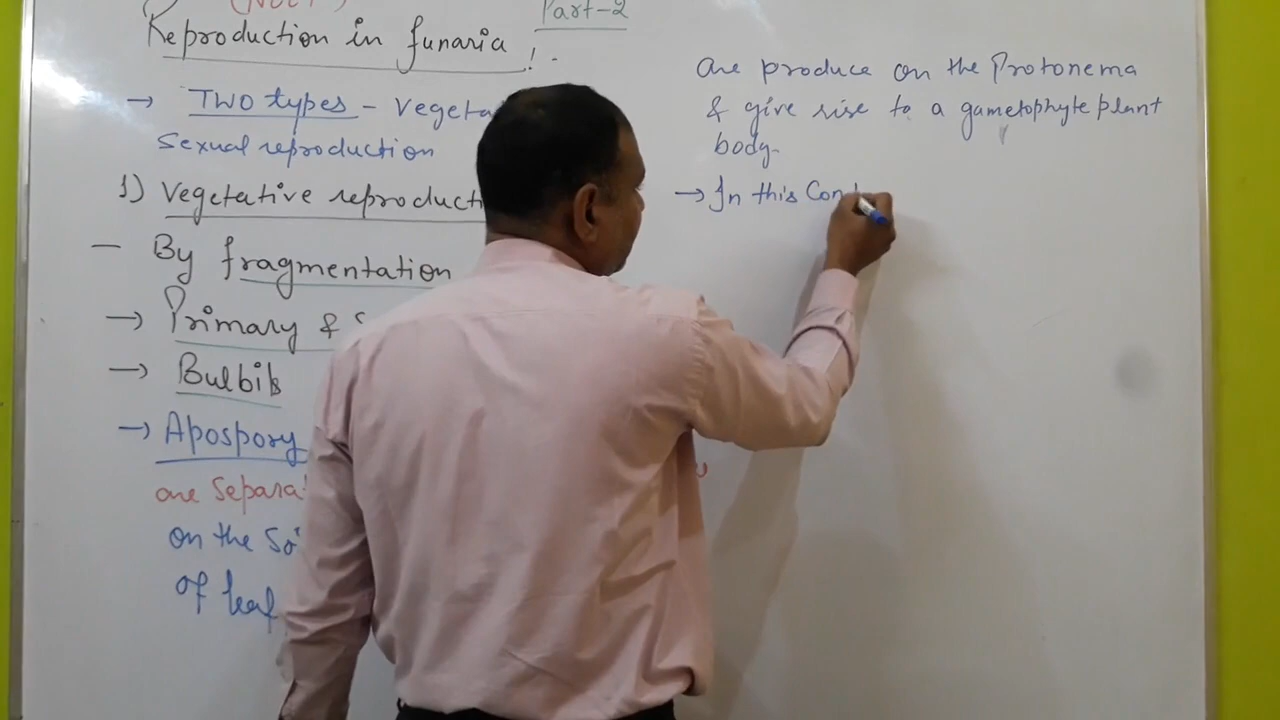 Part-2
Reproduction in funaria !.
→ Two types - Vegeta
Sexual reproduction
1) Vegetative reproducti
- By fragmentation
→ Primary & S
→ Bulbils
→ Apospory
are Separa
on the So
of leaf
are produce on the Protonema
& give rise to a gametophyte plant
body.
→ In this Con